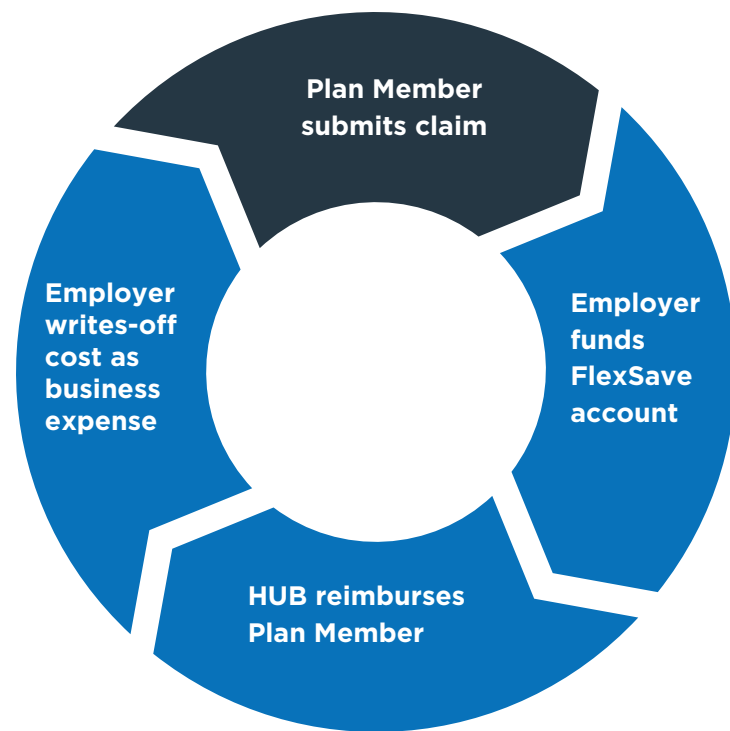 Plan Member
submits claim
Employer
funds
FlexSave
account
HUB reimburses
Plan Member
Employer
writes-off
cost as
business
expense